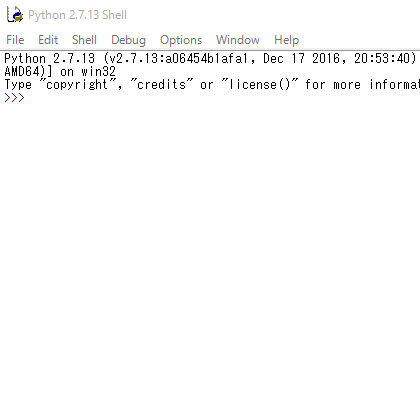 Python 2.7.13 Shell
File Edit Shell Debug Options Window Help
Python 2.7.13 (v2.7.13:a06454b1afa1, Dec 17 2016, 20:53:40)
AMD64)] on win32
Type "copyright", "credits" or "license()" for more informat
>>>